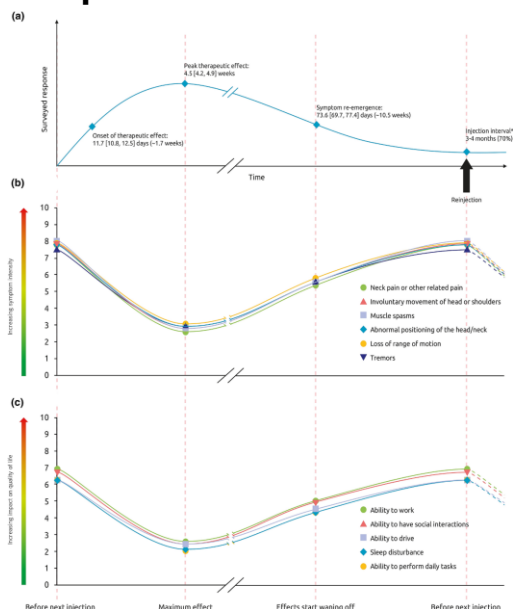 (a)
Surveyed response
Peak therapeutic effect:
4.5 [4.2, 4.9] weeks
Onset of therapeutic effect:
11.7 [10.8, 12.5] days (~1.7 weeks)
Symptom re-emergence:
73.6 [69.7, 77.4] days (~10.5 weeks)
Injection interval
3-4 months (70%)
Time
Reinjection
(b)
Increasing symptom intensity
10
9
8
7
6
5
4
3
2
1
0
Neck pain or other related pain
Involuntary movement of head or shoulders
Muscle spasms
Abnormal positioning of the head/neck
Loss of range of motion
Tremors
(c)
Increasing impact on quality of life
10
9
8
7
6
5
4
3
2
1
0
Ability to work
Ability to have social interactions
Ability to drive
Sleep disturbance
Ability to perform daily tasks
Before next injection
Maximum effect
Effects start waning off
Before next injection